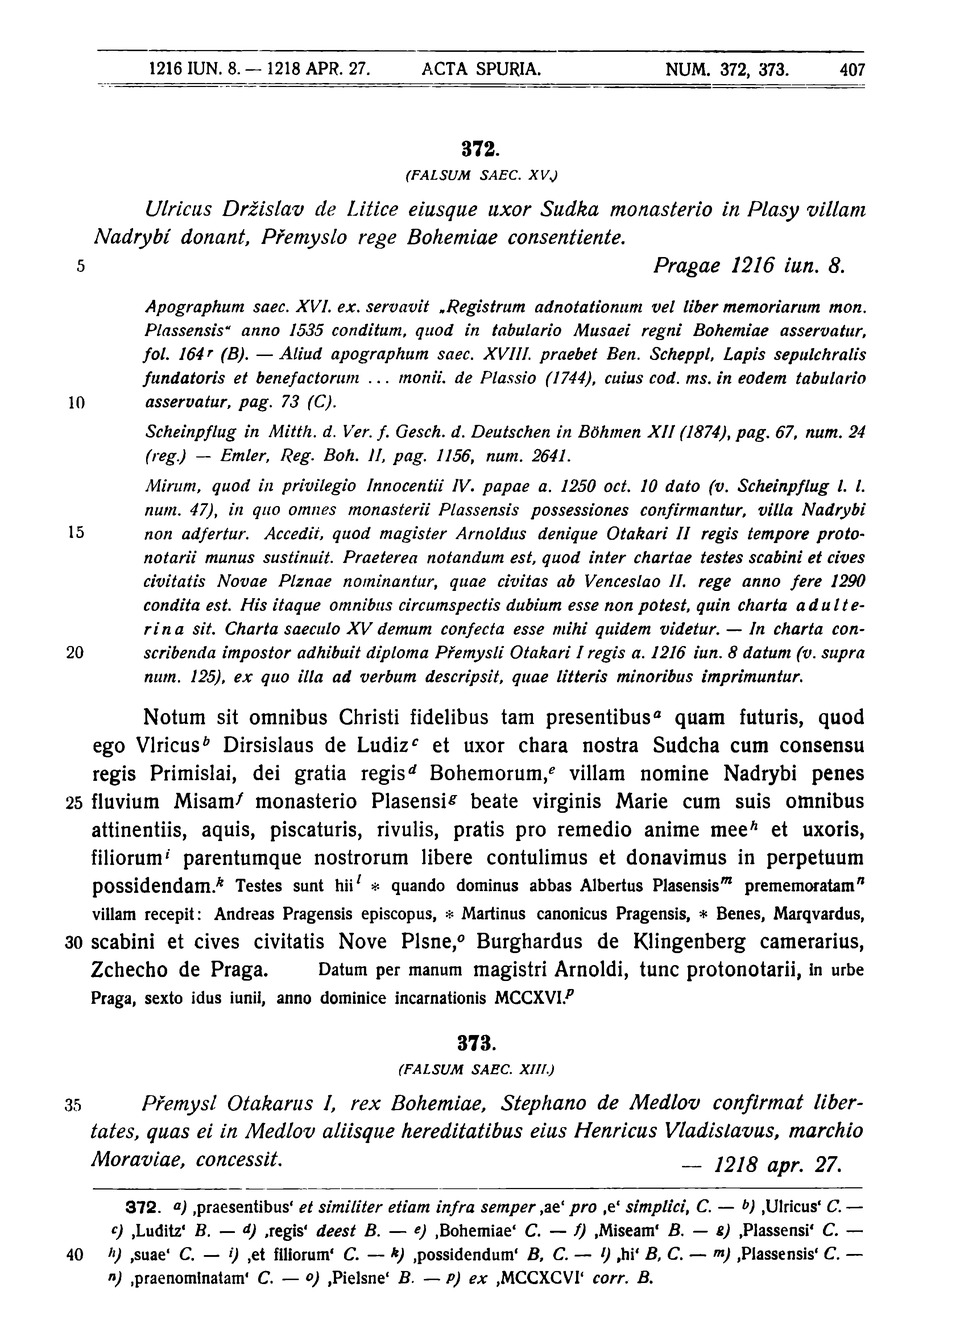 1216 IUN. 8. — 1218 APR. 27. ACTA SPURIA. NUM. 372, 373. 407
372.
(FALSUM SAEC. XV.)
Ulricus Držislav de Litice eiusque uxor Sudka monasterio in Plasy villam
Nadrybí donant, Přemyslo rege Bohemiae consentiente.
5 Pragae 1216 iun. 8.
Apographum saec. XVI. ex. servavit „Registrum adnotationum vel liber memoriarum mon.
Plassensis“ anno 1535 conditum, quod in tabulario Musaei regni Bohemiae asservatur,
fol. 164r (B). — Aliud apographum saec. XVIII. praebet Ben. Scheppl, Lapis sepulchralis
fundatoris et benefactorum ... monii. de Plassio (1744), cuius cod. ms. in eodem tabulario
10 asservatur, pag. 73 (C).
Scheinpflug in Mitth. d. Ver. f. Gesch. d. Deutschen in Böhmen XII (1874), pag. 67, num. 24
(reg.) — Emler, Reg. Boh. II, pag. 1156, num. 2641.
Mirum, quod in privilegio Innocentii IV. papae a. 1250 oct. 10 dato (v. Scheinpflug l. l.
num. 47), in quo omnes monasterii Plassensis possessiones confirmantur, villa Nadrybi
15 non adfertur. Accedit, quod magister Arnoldus denique Otakari II regis tempore proto-
notarii munus sustinuit. Praeterea notandum est, quod inter chartae testes scabini et cives
civitatis Novae Plznae nominantur, quae civitas ab Venceslao II. rege anno fere 1290
condita est. His itaque omnibus circumspectis dubium esse non potest, quin charta adulte-
rina sit. Charta saeculo XV demum confecta esse mihi quidem videtur. — In charta con-
20 scribenda impostor adhibuit diploma Přemysli Otakari I regis a. 1216 iun. 8 datum (v. supra
num. 125), ex quo illa ad verbum descripsit, quae litteris minoribus imprimuntur.
Notum sit omnibus Christi fidelibus tam presentibus a quam futuris, quod
ego Vlricus b Dirsislaus de Ludiz c et uxor chara nostra Sudcha cum consensu
regis Primislai, dei gratia regis d Bohemorum, e villam nomine Nadrybi penes
25 fluvium Misam f monasterio Plasensi g beate virginis Marie cum suis omnibus
attinentiis, aquis, piscaturis, rivulis, pratis pro remedio anime mee h et uxoris,
filiorum i parentumque nostrorum libere contulimus et donavimus in perpetuum
possidendam. k Testes sunt hii l * quando dominus abbas Albertus Plasensis m prememoratam n
villam recepit: Andreas Pragensis episcopus, * Martinus canonicus Pragensis, * Benes, Marqvardus,
30 scabini et cives civitatis Nove Plsne, o Burghardus de Klingenberg camerarius,
Zchecho de Praga. Datum per manum magistri Arnoldi, tunc protonotarii, in urbe
Praga, sexto idus iunii, anno dominice incarnationis MCCXVI. p
373.
(FALSUM SAEC. XIII.)
35 Přemysl Otakarus I, rex Bohemiae, Stephano de Medlov confirmat liber-
tates, quas ei in Medlov aliisque hereditatibus eius Henricus Vladislavus, marchio
Moraviae, concessit. — 1218 apr. 27.
372. a) ‚praesentibus‘ et similiter etiam infra semper ‚ae‘ pro ‚e‘ simplici, C. — b) ‚Ulricus‘ C. —
c) ‚Luditz‘ B. — d) ‚regis‘ deest B. — e) ‚Bohemiae‘ C. — f) ‚Miseam‘ B. — g) ‚Plassensi‘ C. —
40 h) ‚suae‘ C. — i) ‚et filiorum‘ C. — k) ‚possidendum‘ B, C. — l) ‚hi‘ B, C. — m) ‚Plassensis‘ C. —
n) ‚praenominatam‘ C. — o) ‚Pielsne‘ B. — p) ex ‚MCCXCVI‘ corr. B.